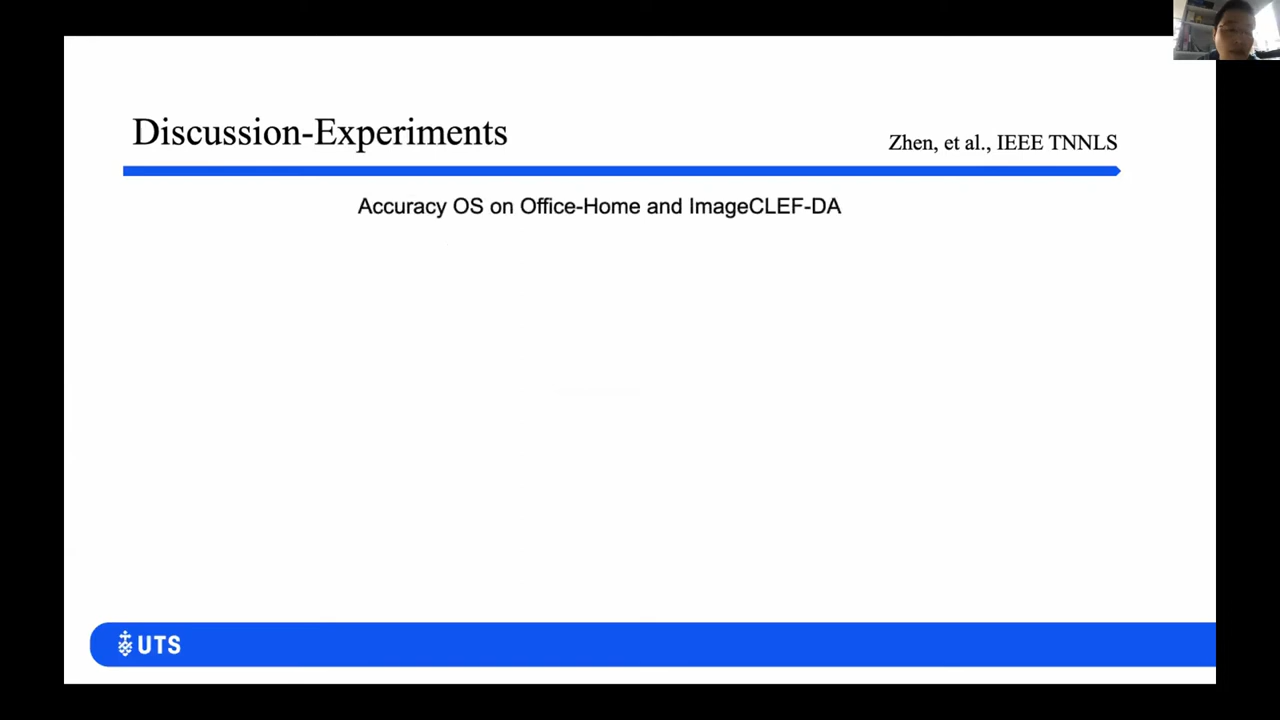 Discussion-Experiments
Zhen, et al., IEEE TNNLS
Accuracy OS on Office-Home and ImageCLEF-DA
UTS